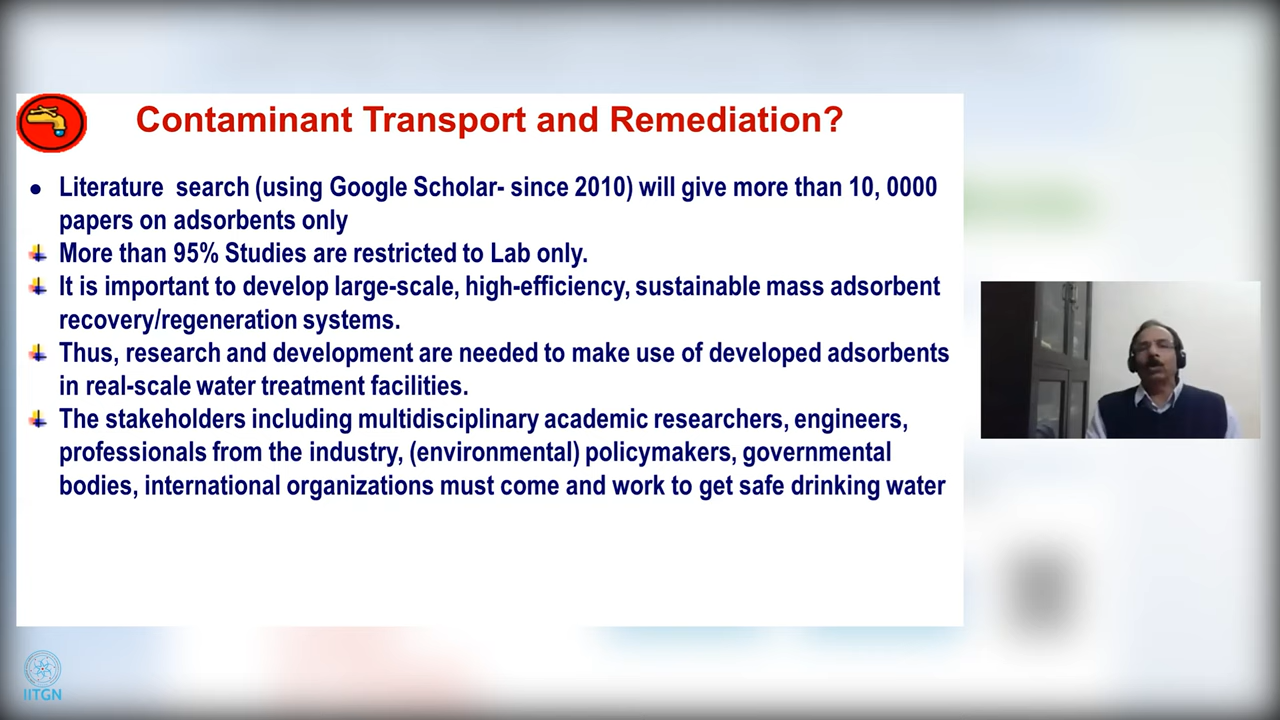 Contaminant Transport and Remediation?
Literature search (using Google Scholar- since 2010) will give more than 10, 0000
papers on adsorbents only
More than 95% Studies are restricted to Lab only.
It is important to develop large-scale, high-efficiency, sustainable mass adsorbent
recovery/regeneration systems.
Thus, research and development are needed to make use of developed adsorbents
in real-scale water treatment facilities.
The stakeholders including multidisciplinary academic researchers, engineers,
professionals from the industry, (environmental) policymakers, governmental
bodies, international organizations must come and work to get safe drinking water
IITGN